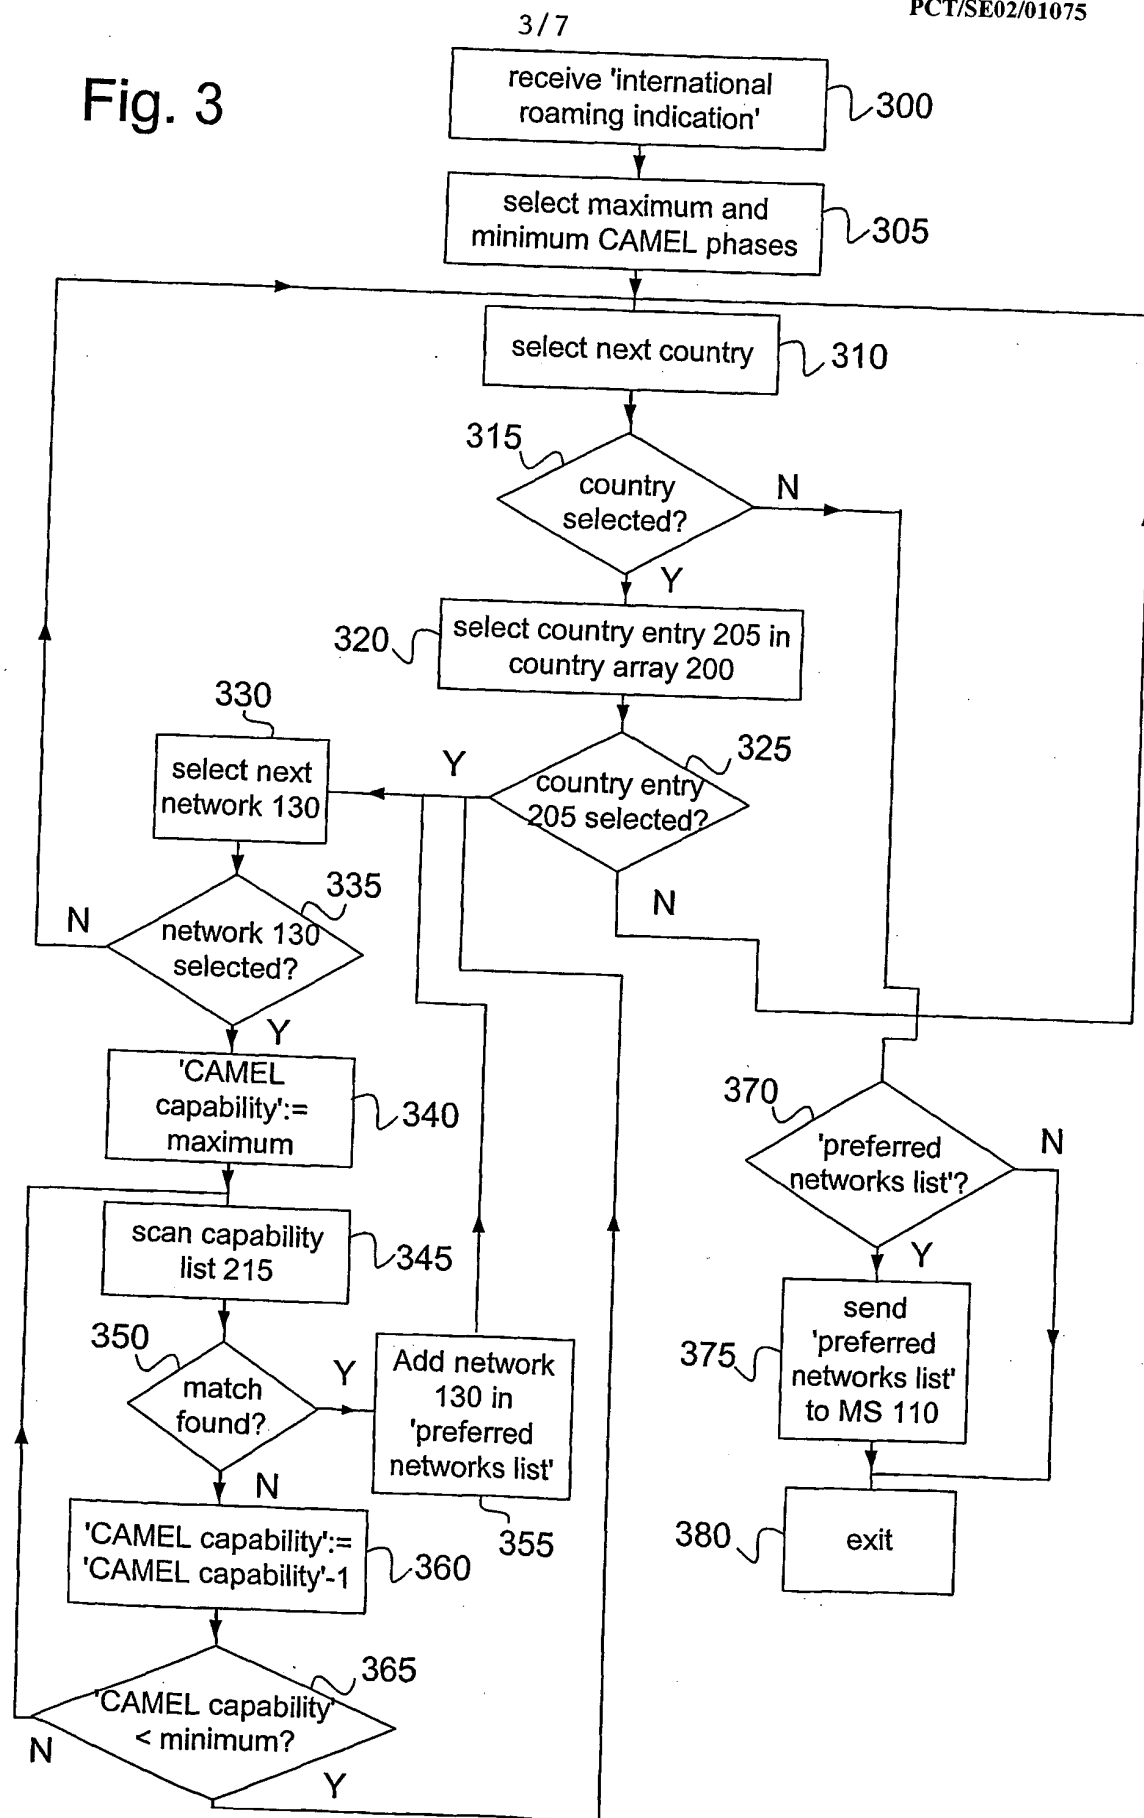 PCT/SE02/01075
3/7
Fig. 3
receive 'international
roaming indication'
300
select maximum and
minimum CAMEL phases
305
select next country
310
315
country
selected?
N
Y
320
select country entry 205 in
country array 200
330
325
Y
select next
network 130
country entry
205 selected?
335
N
N
network 130
selected?
Y
'CAMEL
capability':=
maximum
340
370
'preferred
networks list'?
N
scan capability
list 215
345
Y
350
match
found?
Y
Add network
130 in
'preferred
networks list'
375
send
'preferred
networks list'
to MS 110
N
355
'CAMEL capability':=
'CAMEL capability'-1
360
380
exit
365
'CAMEL capability'
< minimum?
N
Y